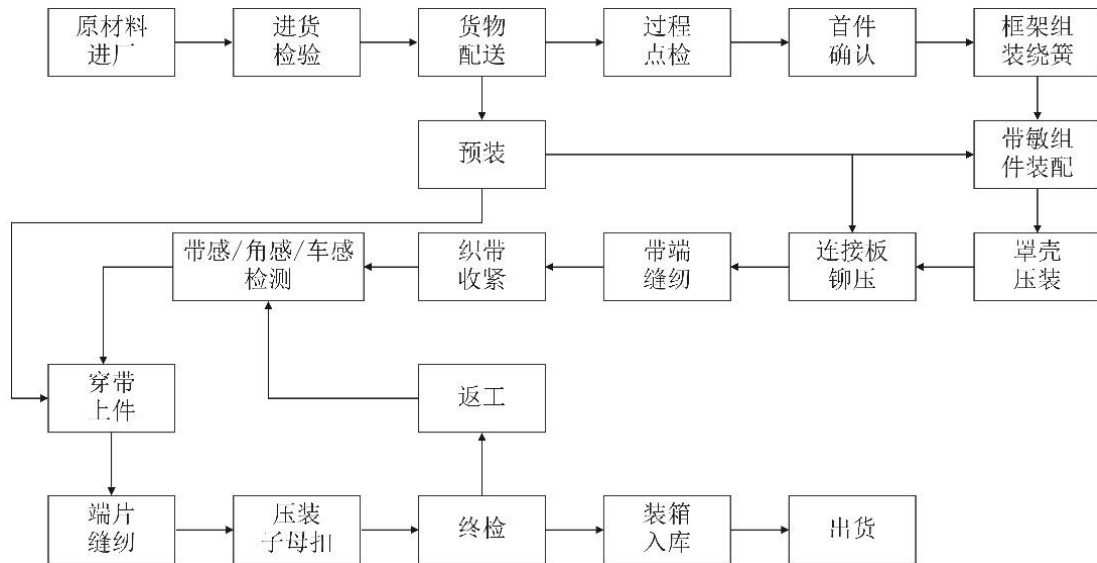 原材料
进厂
进货
检验
货物
配送
过程
点检
首件
确认
框架组
装绕簧
预装
带敏组
件装配
带感/角感/车感
检测
织带
收紧
带端
缝纫
连接板
铆压
罩壳
压装
穿带
上件
返工
端片
缝纫
压装
子母扣
终检
装箱
入库
出货